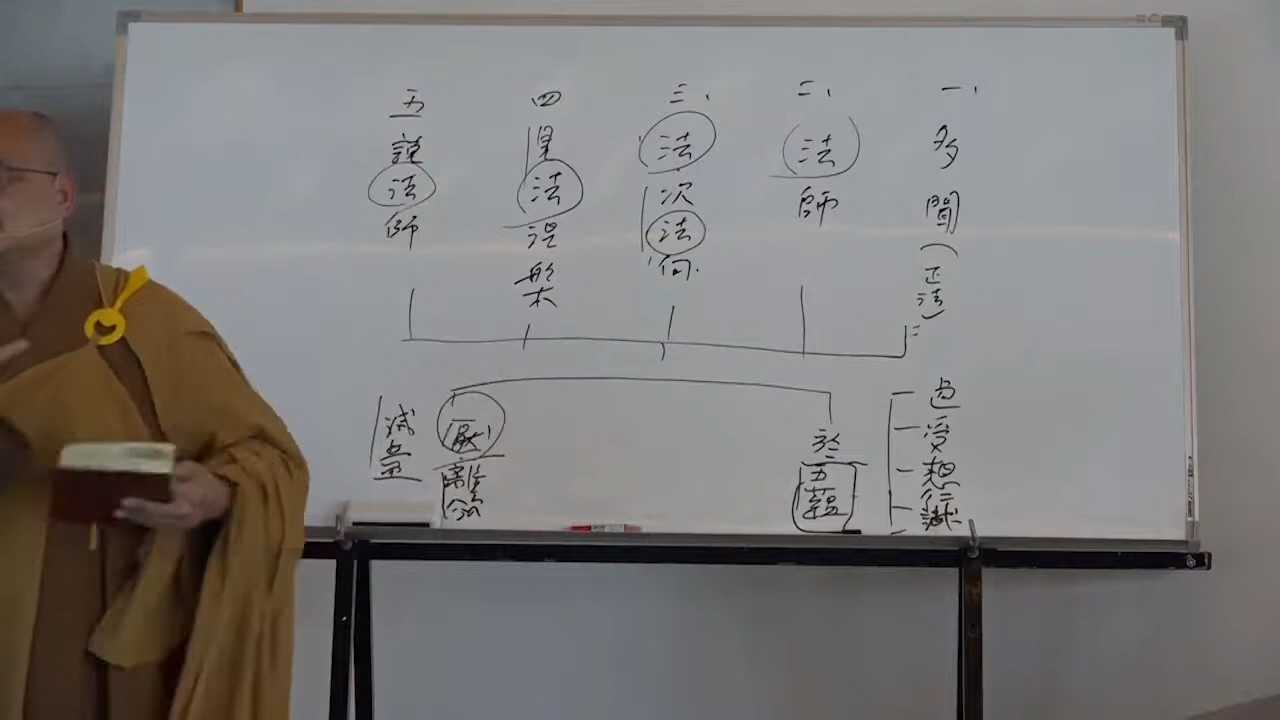 一、多聞(正法)
二、法師
三、法次法向
四見法涅槃
五說法師
色
受
想
行
識
於五蘊
厭離欲
滅盡